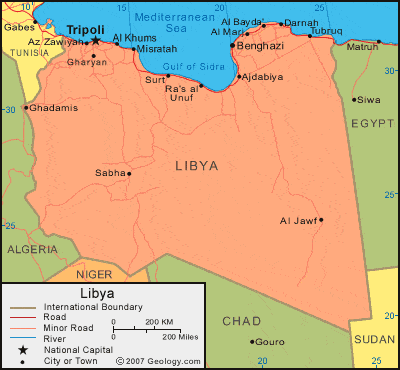 10
15
20
25
Mediterranean
Sea
Gabes
Tripoli
Al Bayda'
Darnah
Az Zawiyah
Al Khums
Al Marj
Tubruq
TUNISIA
Misratah
Benghazi
Matruh
Gharyan
Gulf of Sidra
Surt
Ajdabiya
Ra's al
Unuf
Siwa
30
Ghadamis
30
EGYPT
LIBYA
Sabha
Al Jawf
25
25
ALGERIA
NIGER
Libya
International Boundary
Road
Minor Road
River
National Capital
City or Town
0 200 KM
0 200 Miles
© 2007 Geology.com
CHAD
Gouro
SUDAN
20
25